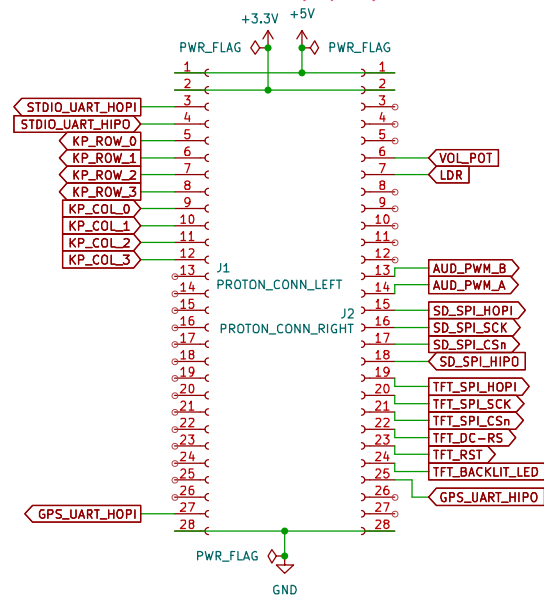 +3.3V
+5V
PWR_FLAG
PWR_FLAG
1
1
2
2
STDIO_UART_HOPI
3
3
STDIO_UART_HIPO
4
4
KP_ROW_0
5
5
KP_ROW_1
6
6
VOL_POT
KP_ROW_2
7
7
LDR
KP_ROW_3
8
8
KP_COL_0
9
9
KP_COL_1
10
10
KP_COL_2
11
11
KP_COL_3
12
12
J1
13
13
AUD_PWM_B
PROTON_CONN_LEFT
14
14
AUD_PWM_A
15
J2
15
SD_SPI_HOPI
16
PROTON_CONN_RIGHT
16
SD_SPI_SCK
17
17
SD_SPI_CSn
18
18
SD_SPI_HIPO
19
19
TFT_SPI_HOPI
20
20
TFT_SPI_SCK
21
21
TFT_SPI_CSn
22
22
TFT_DC-RS
23
23
TFT_RST
24
24
TFT_BACKLIT_LED
25
25
26
26
GPS_UART_HIPO
GPS_UART_HOPI
27
27
28
28
PWR_FLAG
GND